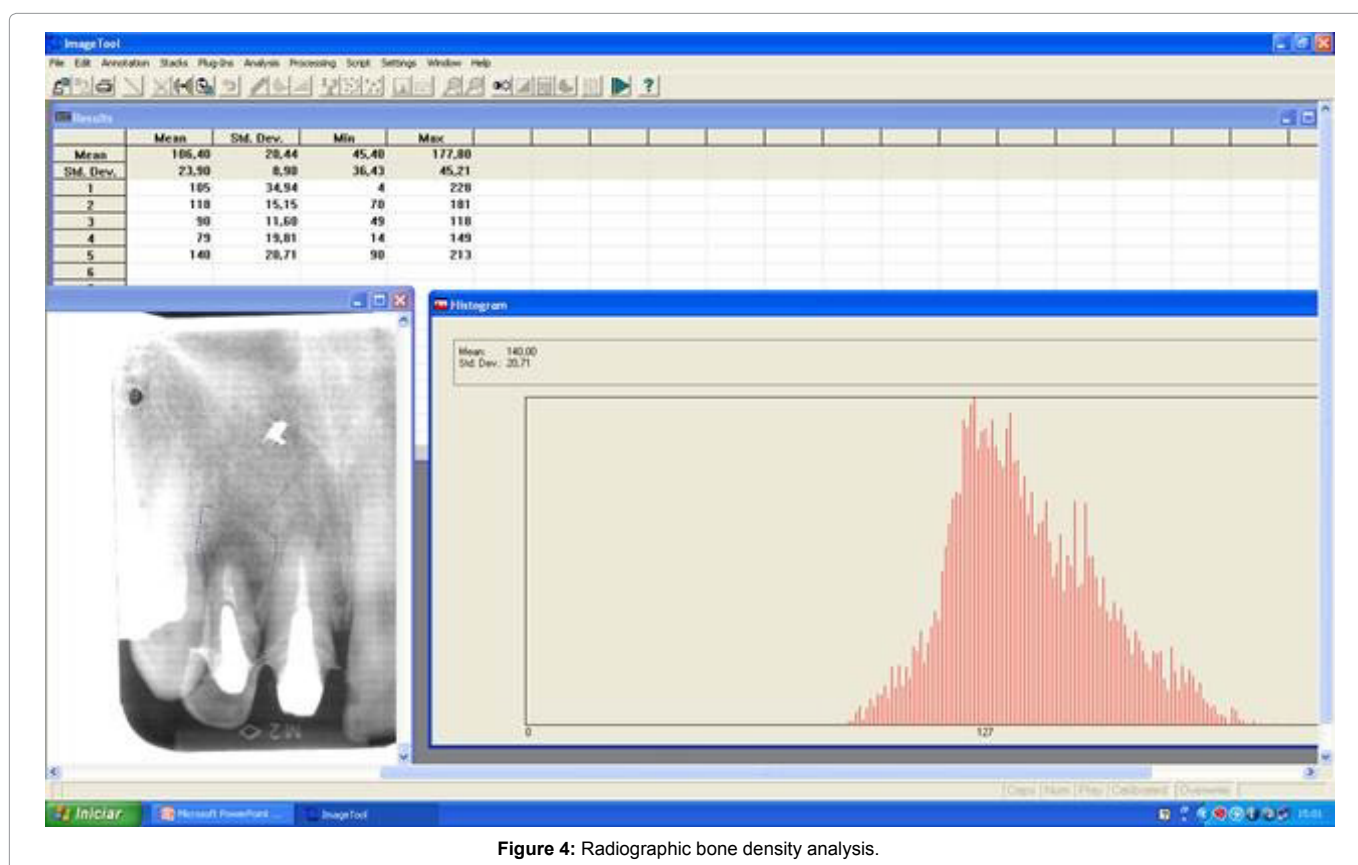 ImageTool
File Edit Annotation Stacks Plug-Ins Analysis Processing Script Settings Window Help
Results
Mean Std. Dev. Min Max
Mean 106,40 20,44 45,40 177,80
Std. Dev. 23,90 8,90 36,43 45,21
1 105 34,94 4 228
2 118 15,15 70 181
3 90 11,60 49 118
4 79 19,81 14 149
5 140 20,71 90 213
6
Histogram
Mean: 140,00
Std. Dev.: 20,71
0 127
M2
Caps Num Play Calibrated Overwrite
Iniciar Microsoft PowerPoint ... ImageTool 15:01
Figure 4: Radiographic bone density analysis.